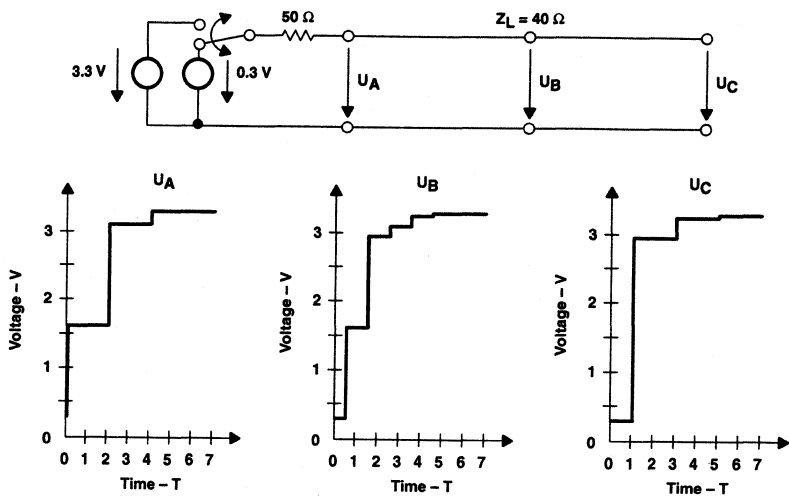 50 Ω
Z_L = 40 Ω
3.3 V
0.3 V
U_A
U_B
U_C
U_A
Voltage – V
3
2
1
0
0 1 2 3 4 5 6 7
Time – T
U_B
Voltage – V
3
2
1
0
0 1 2 3 4 5 6 7
Time – T
U_C
Voltage – V
3
2
1
0
0 1 2 3 4 5 6 7
Time – T